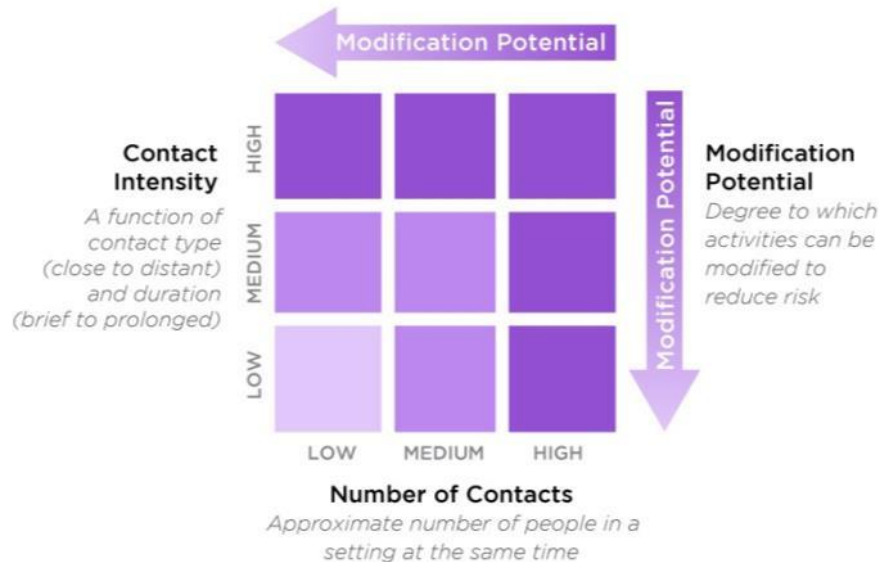 Modification Potential
Contact
Intensity
A function of
contact type
(close to distant)
and duration
(brief to prolonged)
HIGH
MEDIUM
LOW
Modification Potential
Modification
Potential
Degree to which
activities can be
modified to
reduce risk
LOW MEDIUM HIGH
Number of Contacts
Approximate number of people in a
setting at the same time